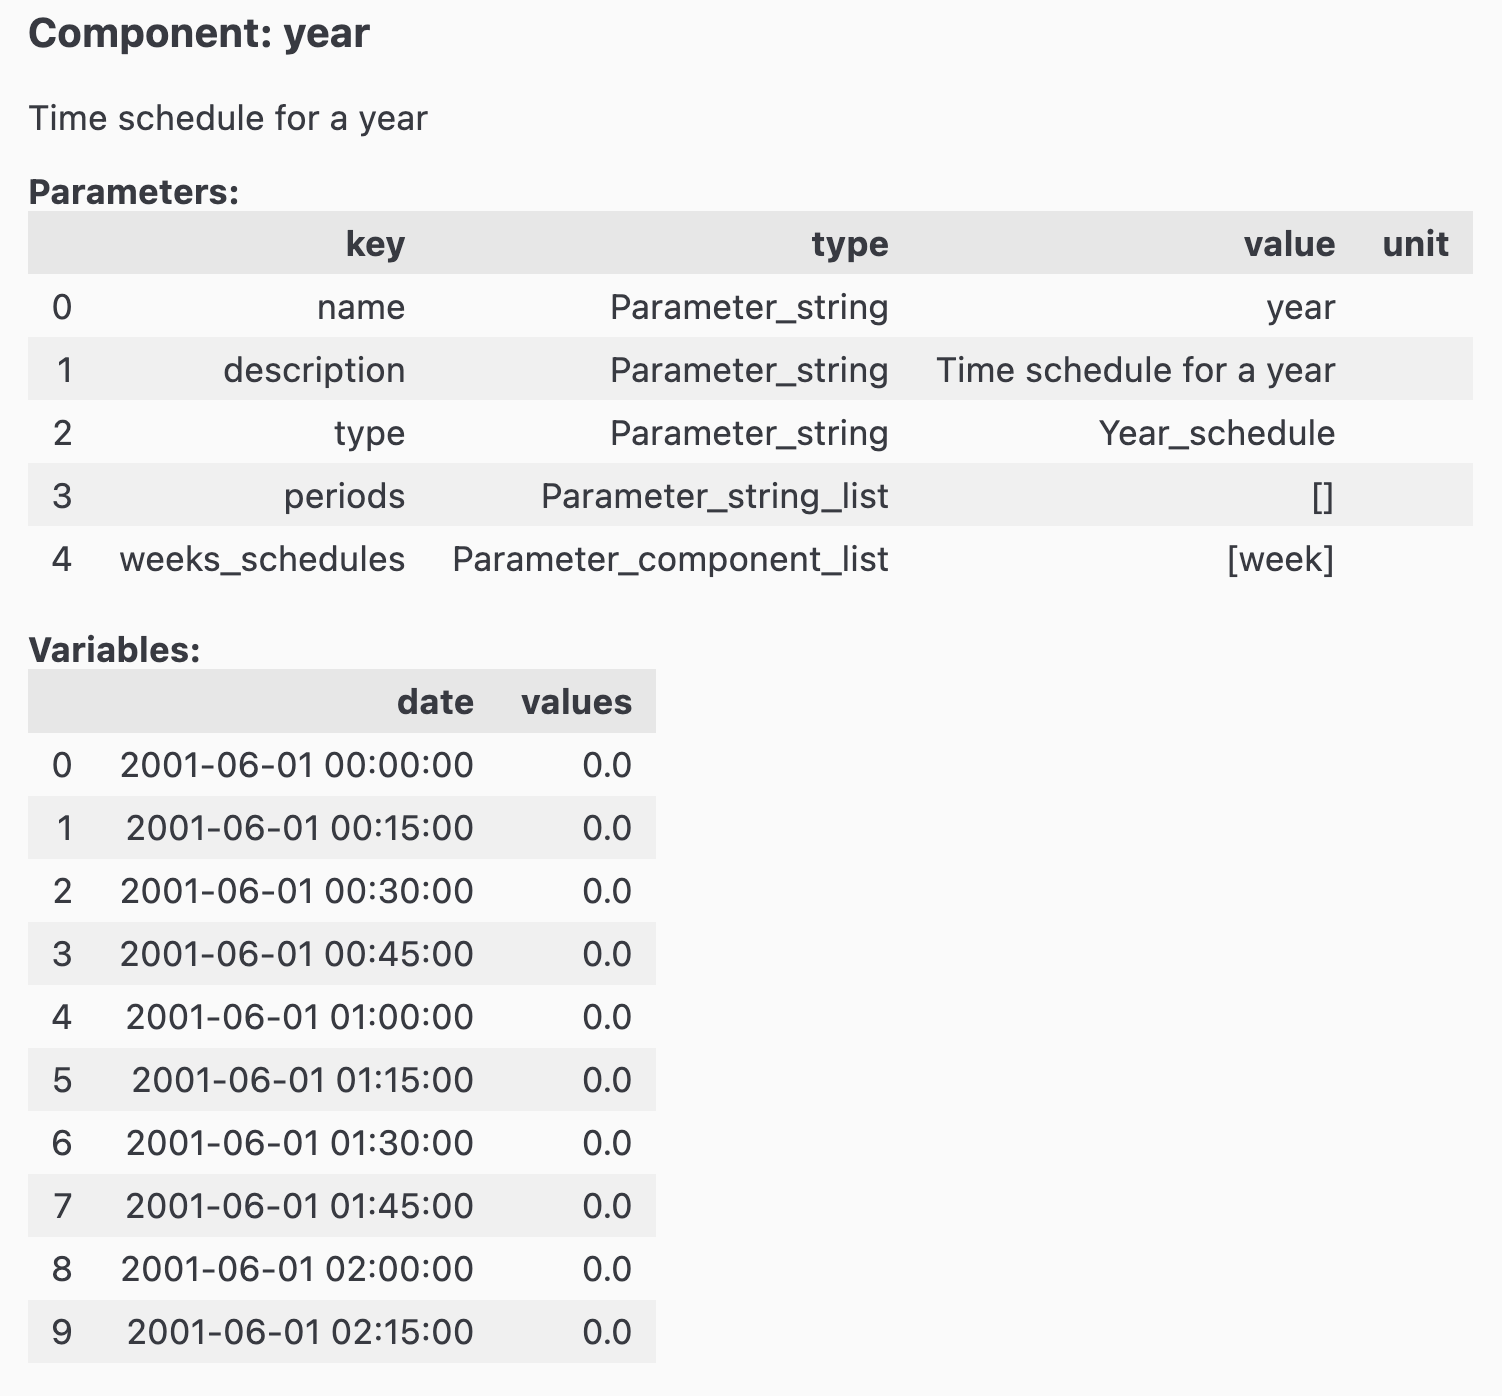 Component: year
Time schedule for a year
Parameters:
key type value unit
0 name Parameter_string year
1 description Parameter_string Time schedule for a year
2 type Parameter_string Year_schedule
3 periods Parameter_string_list []
4 weeks_schedules Parameter_component_list [week]
Variables:
date values
0 2001-06-01 00:00:00 0.0
1 2001-06-01 00:15:00 0.0
2 2001-06-01 00:30:00 0.0
3 2001-06-01 00:45:00 0.0
4 2001-06-01 01:00:00 0.0
5 2001-06-01 01:15:00 0.0
6 2001-06-01 01:30:00 0.0
7 2001-06-01 01:45:00 0.0
8 2001-06-01 02:00:00 0.0
9 2001-06-01 02:15:00 0.0